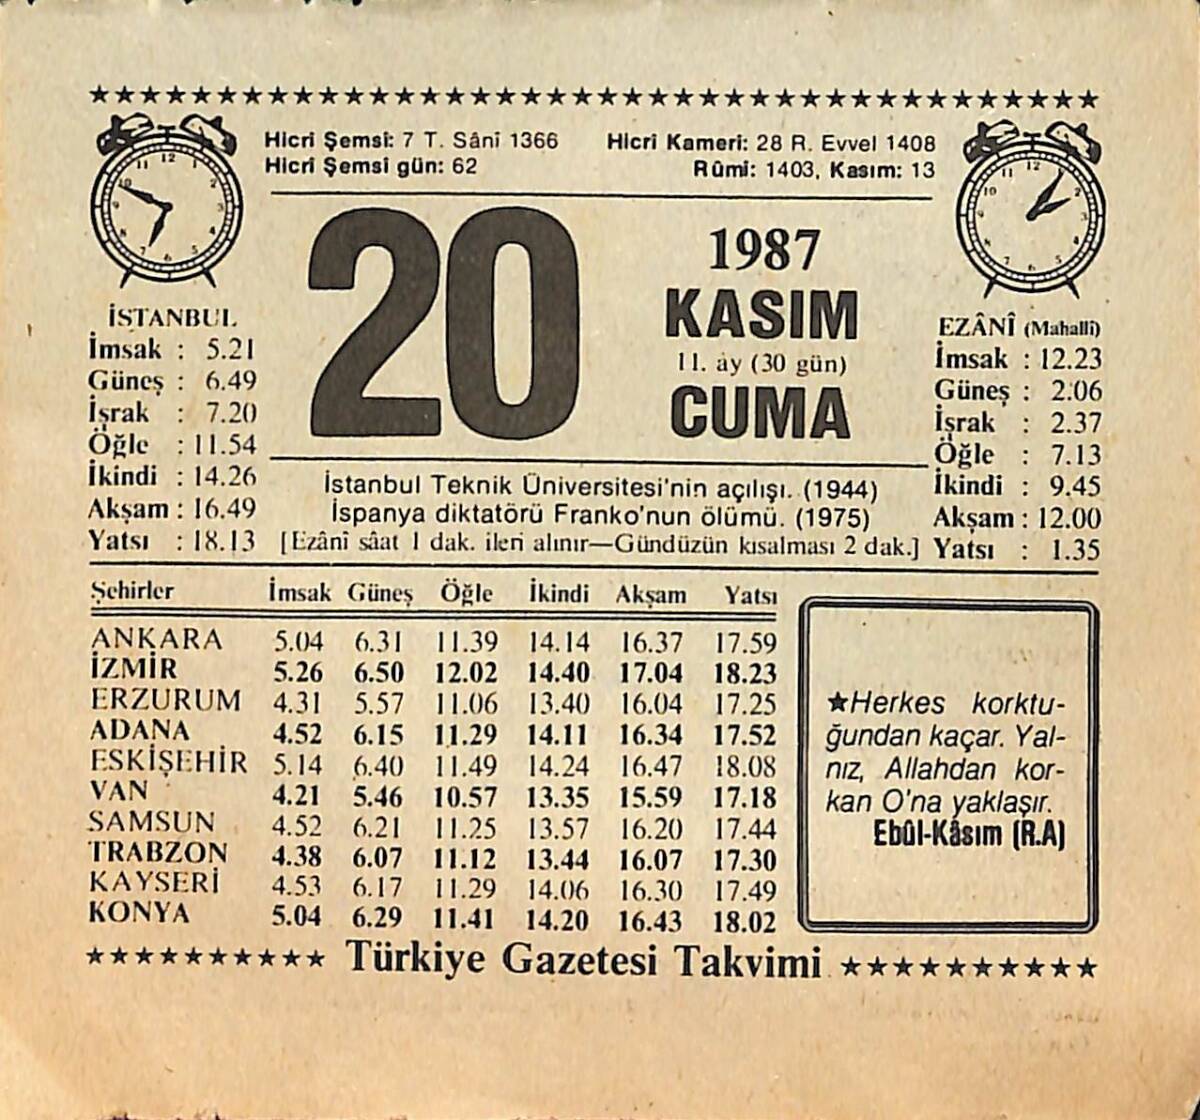 Hicrî Şemsî: 7 T. Sânî 1366
Hicrî Şemsî gün: 62
Hicrî Kameri: 28 R. Evvel 1408
Rûmî: 1403, Kasım: 13
20
1987
KASIM
11. ay (30 gün)
CUMA
İSTANBUL
İmsak : 5.21
Güneş : 6.49
İşrak : 7.20
Öğle : 11.54
İkindi : 14.26
Akşam : 16.49
Yatsı : 18.13
EZÂNÎ (Mahallî)
İmsak : 12.23
Güneş : 2.06
İşrak : 2.37
Öğle : 7.13
İkindi : 9.45
Akşam : 12.00
Yatsı : 1.35
İstanbul Teknik Üniversitesi'nin açılışı. (1944)
İspanya diktatörü Franko'nun ölümü. (1975)
[Ezânî sâat 1 dak. ileri alınır—Gündüzün kısalması 2 dak.]
Şehirler İmsak Güneş Öğle İkindi Akşam Yatsı
ANKARA 5.04 6.31 11.39 14.14 16.37 17.59
İZMİR 5.26 6.50 12.02 14.40 17.04 18.23
ERZURUM 4.31 5.57 11.06 13.40 16.04 17.25
ADANA 4.52 6.15 11.29 14.11 16.34 17.52
ESKİŞEHİR 5.14 6.40 11.49 14.24 16.47 18.08
VAN 4.21 5.46 10.57 13.35 15.59 17.18
SAMSUN 4.52 6.21 11.25 13.57 16.20 17.44
TRABZON 4.38 6.07 11.12 13.44 16.07 17.30
KAYSERİ 4.53 6.17 11.29 14.06 16.30 17.49
KONYA 5.04 6.29 11.41 14.20 16.43 18.02
★Herkes korktu-
ğundan kaçar. Yal-
nız, Allahdan kor-
kan O'na yaklaşır.
Ebûl-Kâsım (R.A)
Türkiye Gazetesi Takvimi